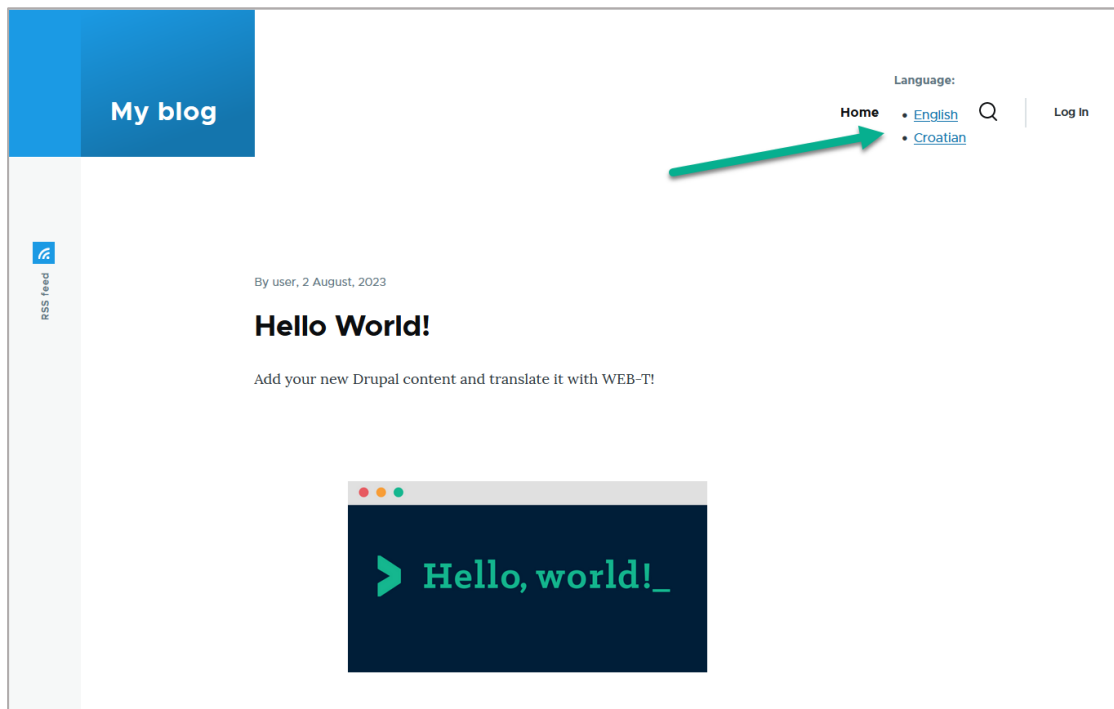 My blog
Language:
Home
English
Croatian
Log In
RSS feed
By user, 2 August, 2023
Hello World!
Add your new Drupal content and translate it with WEB-T!
> Hello, world!_